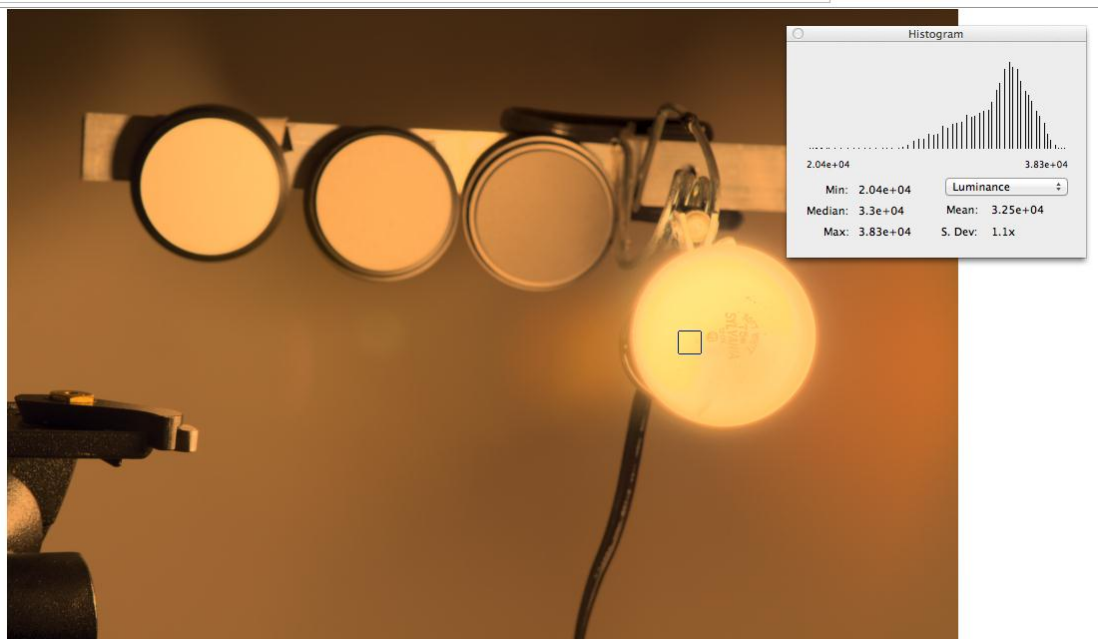 Histogram
2.04e+04 3.83e+04
Min: 2.04e+04 Luminance
Median: 3.3e+04 Mean: 3.25e+04
Max: 3.83e+04 S. Dev: 1.1x
SYLVANIA